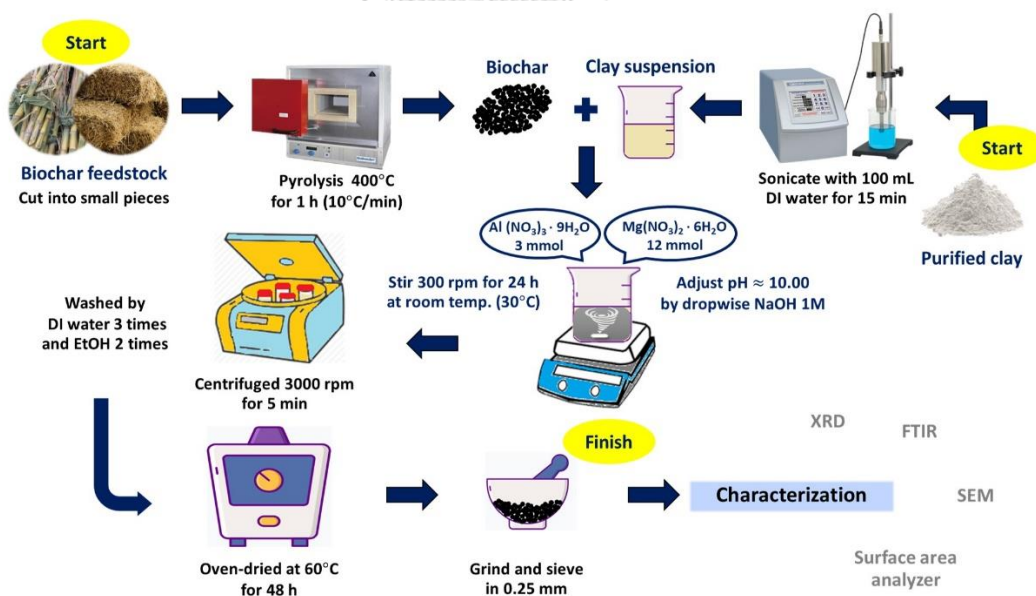 Start
Biochar feedstock
Cut into small pieces
Pyrolysis 400°C
for 1 h (10°C/min)
Biochar
Clay suspension
Sonicate with 100 mL
DI water for 15 min
Start
Purified clay
Al (NO₃)₃ · 9H₂O
3 mmol
Mg(NO₃)₂ · 6H₂O
12 mmol
Stir 300 rpm for 24 h
at room temp. (30°C)
Adjust pH ≈ 10.00
by dropwise NaOH 1M
Centrifuged 3000 rpm
for 5 min
Washed by
DI water 3 times
and EtOH 2 times
Oven-dried at 60°C
for 48 h
Grind and sieve
in 0.25 mm
Finish
Characterization
XRD
FTIR
SEM
Surface area
analyzer